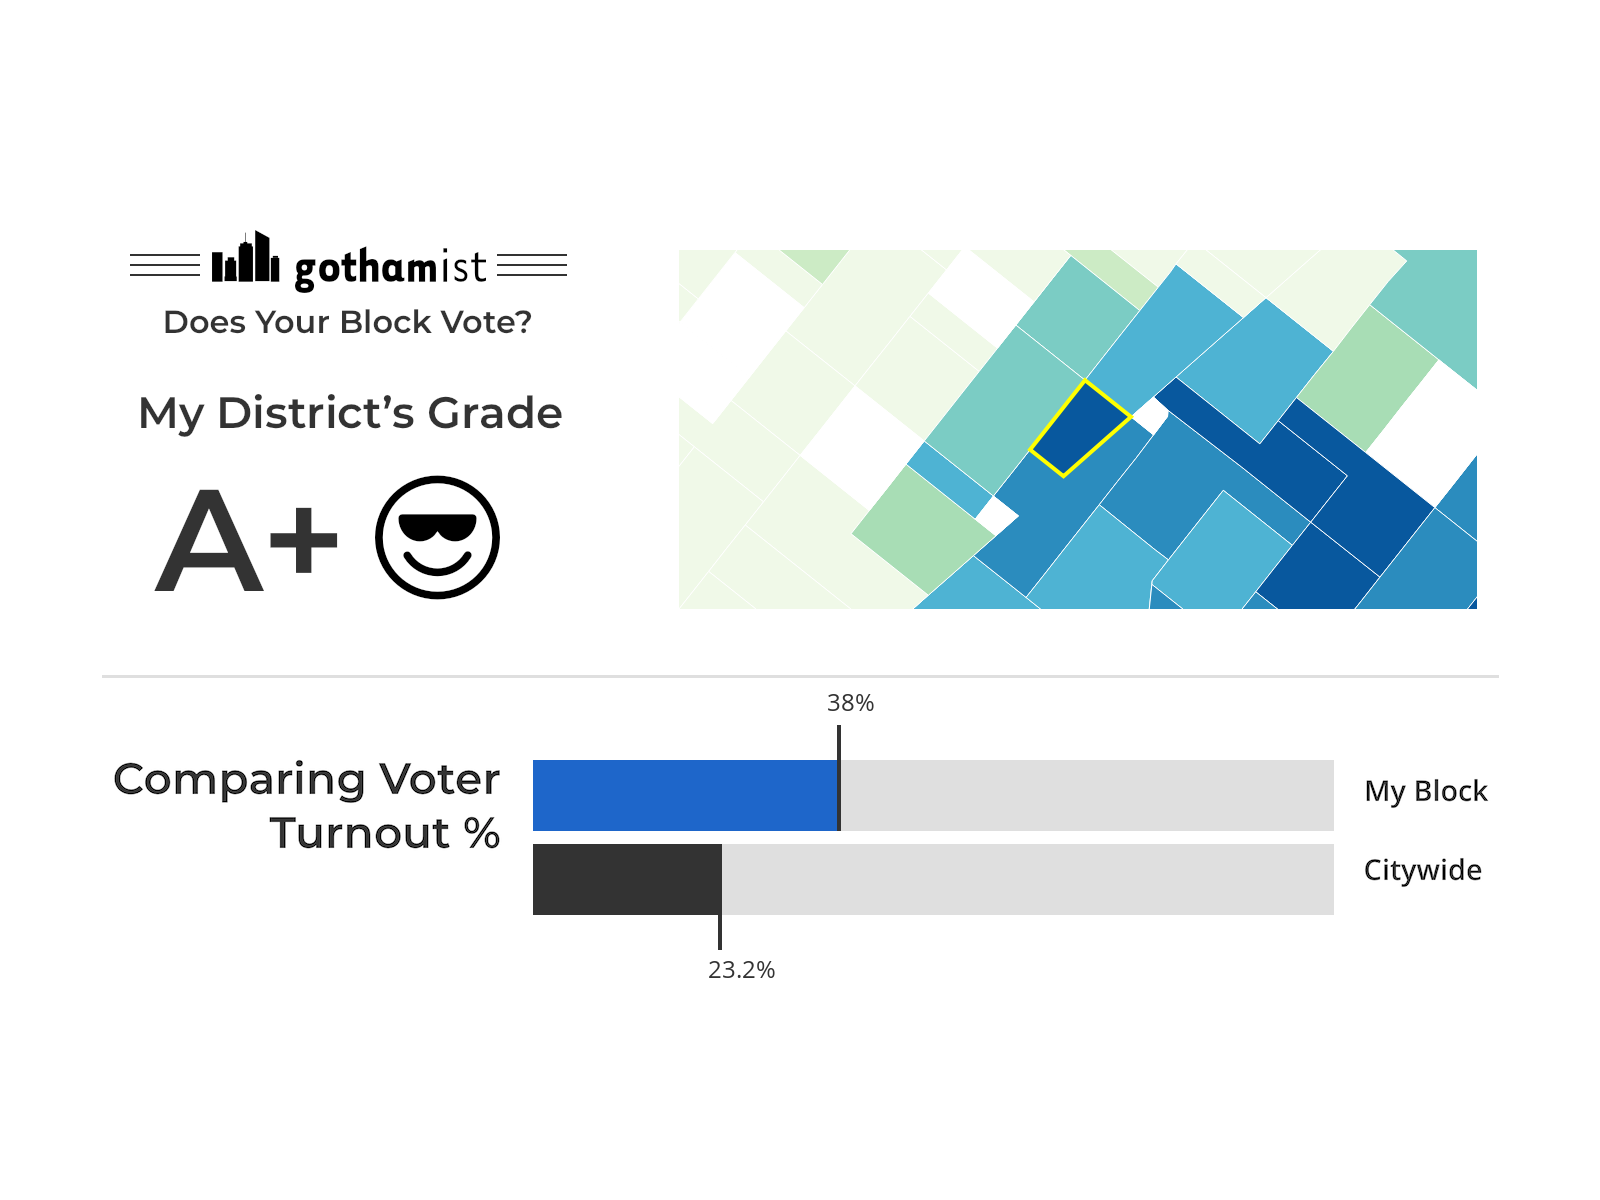 gothamist
Does Your Block Vote?
My District’s Grade
A+
38%
Comparing Voter
Turnout %
My Block
Citywide
23.2%